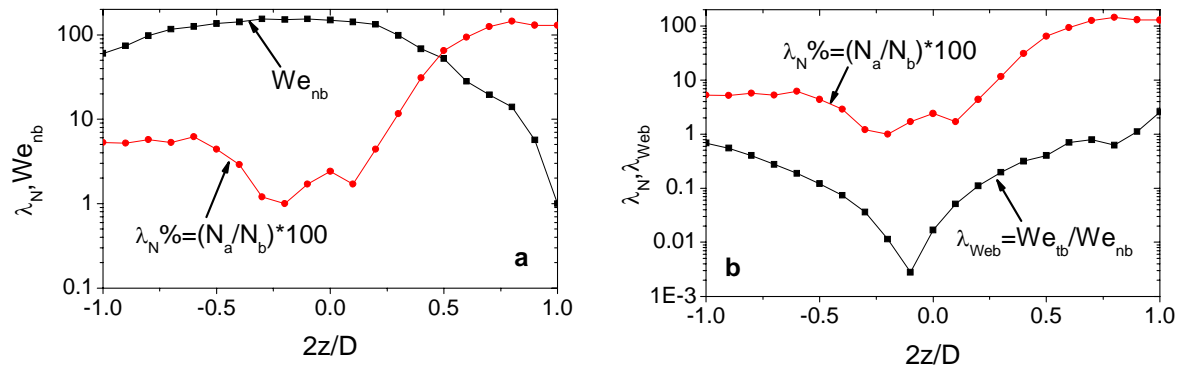 λ_N, We_nb
100
10
1
0.1
We_nb
λ_N%=(N_a/N_b)*100
a
-1.0 -0.5 0.0 0.5 1.0
2z/D
λ_N, λ_Web
100
10
1
0.1
0.01
1E-3
λ_N%=(N_a/N_b)*100
λ_Web=We_tb/We_nb
b
-1.0 -0.5 0.0 0.5 1.0
2z/D